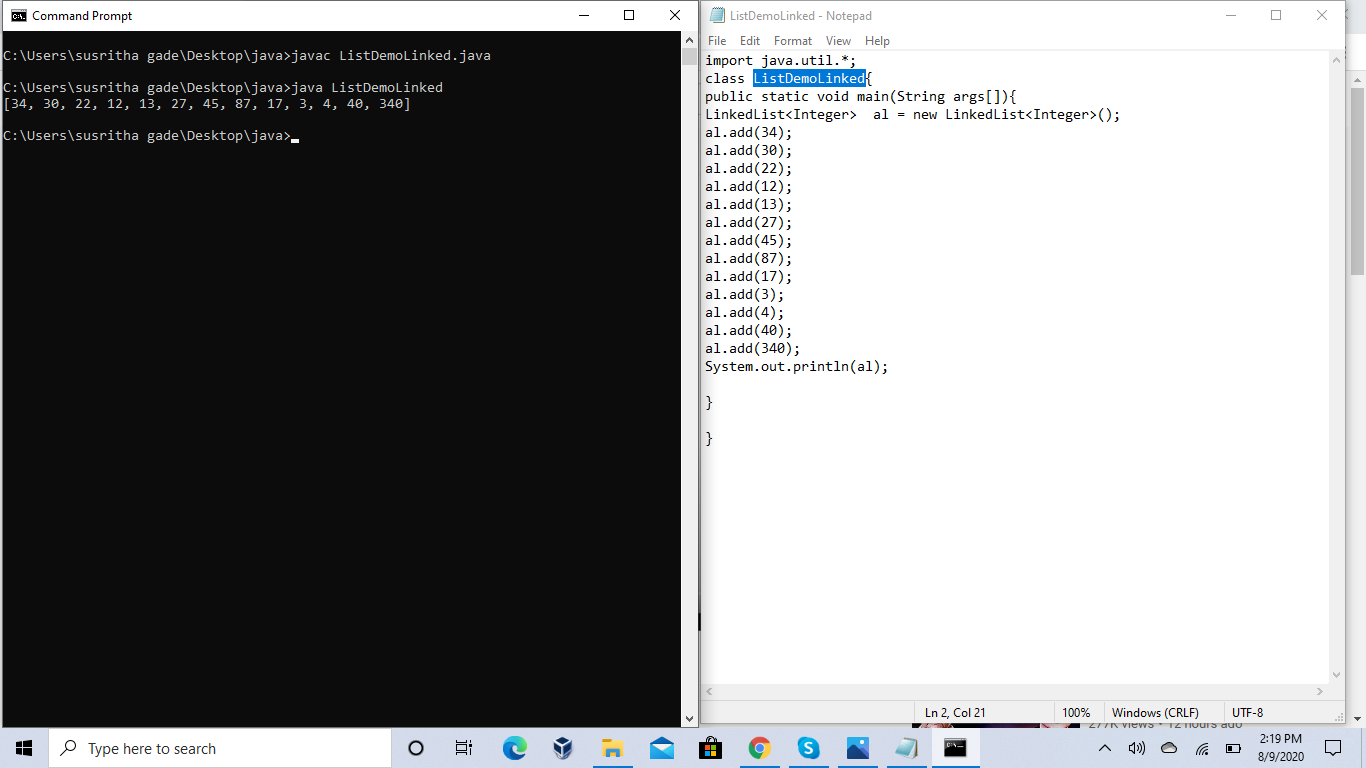 Command Prompt
C:\Users\susritha gade\Desktop\java>javac ListDemoLinked.java
C:\Users\susritha gade\Desktop\java>java ListDemoLinked
[34, 30, 22, 12, 13, 27, 45, 87, 17, 3, 4, 40, 340]
C:\Users\susritha gade\Desktop\java>
ListDemoLinked - Notepad
File Edit Format View Help
import java.util.*;
class ListDemoLinked{
public static void main(String args[]){
LinkedList<Integer>  al = new LinkedList<Integer>();
al.add(34);
al.add(30);
al.add(22);
al.add(12);
al.add(13);
al.add(27);
al.add(45);
al.add(87);
al.add(17);
al.add(3);
al.add(4);
al.add(40);
al.add(340);
System.out.println(al);
}
}
Ln 2, Col 21 100% Windows (CRLF) UTF-8
277K views • 12 hours ago
Type here to search
2:19 PM
8/9/2020